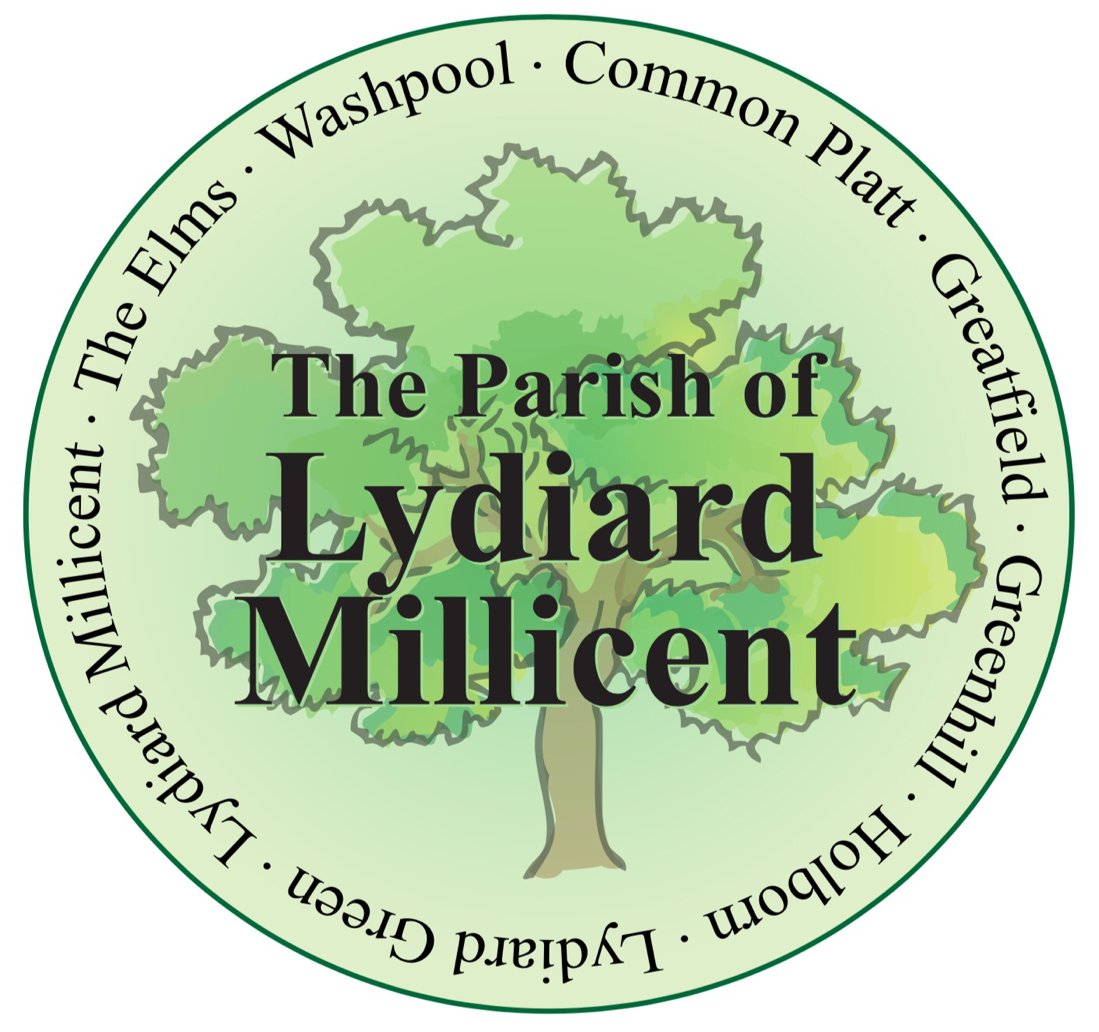 The Parish of
Lydiard
Millicent
Common Platt · Greatfield · Greenhill · Holborn · Lydiard Green · Lydiard Millicent · The Elms · Washpool ·